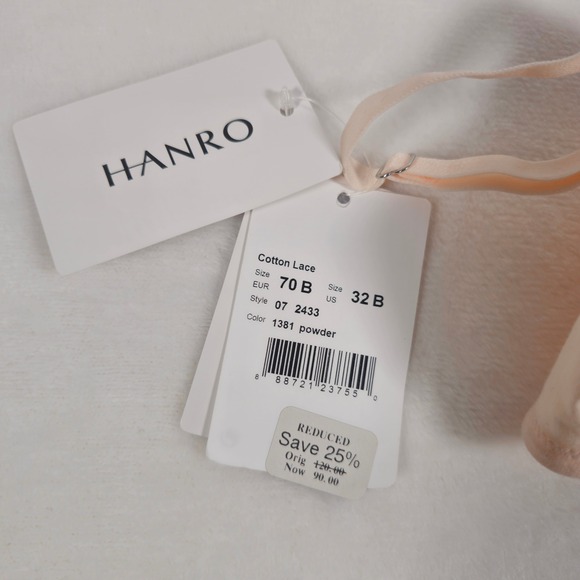 HANRO
Cotton Lace
Size EUR 70 B Size US 32 B
Style 07 2433
Color 1381 powder
8 88721 23755 0
REDUCED
Save 25%
Orig 120.00
Now 90.00